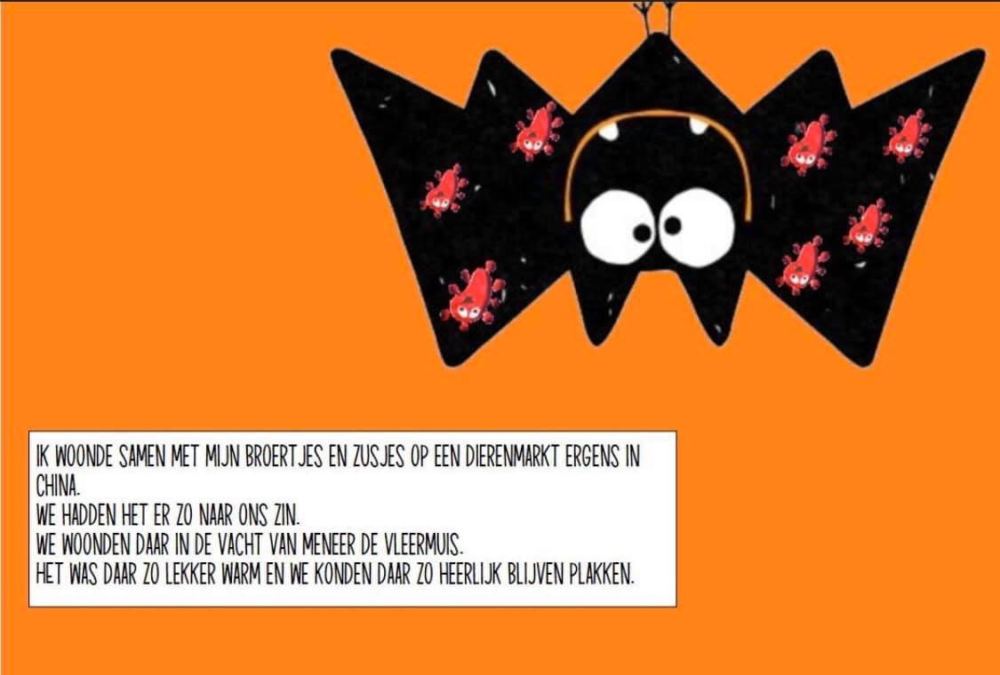 IK WOONDE SAMEN MET MIJN BROERTJES EN ZUSJES OP EEN DIERENMARKT ERGENS IN
CHINA.
WE HADDEN HET ER ZO NAAR ONS ZIN.
WE WOONDEN DAAR IN DE VACHT VAN MENEER DE VLEERMUIS.
HET WAS DAAR ZO LEKKER WARM EN WE KONDEN DAAR ZO HEERLIJK BLIJVEN PLAKKEN.